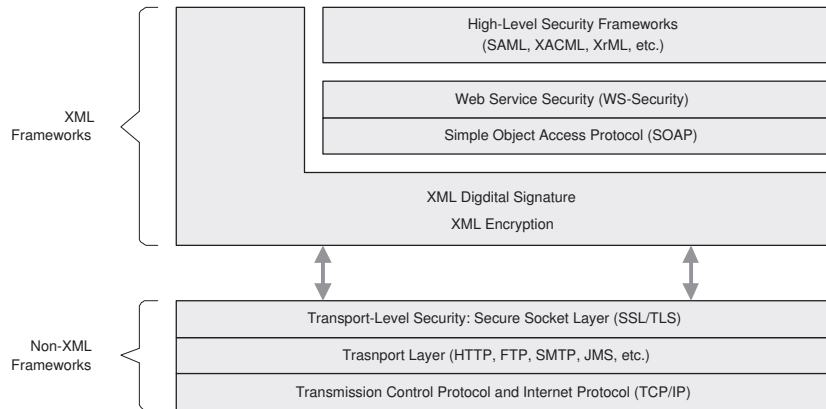 High-Level Security Frameworks
(SAML, XACML, XrML, etc.)
Web Service Security (WS-Security)
Simple Object Access Protocol (SOAP)
XML
Frameworks
XML Digdital Signature
XML Encryption
Transport-Level Security: Secure Socket Layer (SSL/TLS)
Non-XML
Frameworks
Trasnport Layer (HTTP, FTP, SMTP, JMS, etc.)
Transmission Control Protocol and Internet Protocol (TCP/IP)